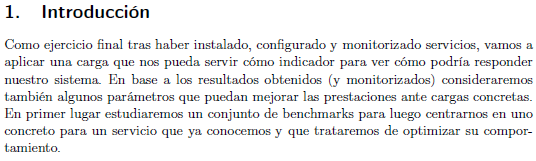 1. Introducción
Como ejercicio final tras haber instalado, configurado y monitorizado servicios, vamos a
aplicar una carga que nos pueda servir cómo indicador para ver cómo podría responder
nuestro sistema. En base a los resultados obtenidos (y monitorizados) consideraremos
también algunos parámetros que puedan mejorar las prestaciones ante cargas concretas.
En primer lugar estudiaremos un conjunto de benchmarks para luego centrarnos en uno
concreto para un servicio que ya conocemos y que trataremos de optimizar su compor-
tamiento.